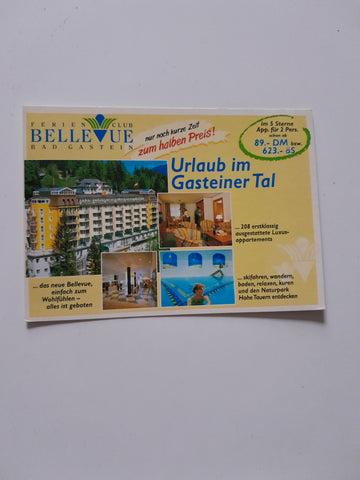 FERIEN CLUB
BELLEVUE
BAD GASTEIN
nur noch kurze Zeit
zum halben Preis!
Im 5 Sterne
App. für 2 Pers.
schon ab
89.- DM bzw.
623.- öS
Urlaub im
Gasteiner Tal
... 208 erstklassig
ausgestattete Luxus-
appartements
... das neue Bellevue,
einfach zum
Wohlfühlen –
alles ist geboten
... skifahren, wandern,
baden, relaxen, kuren
und den Naturpark
Hohe Tauern entdecken